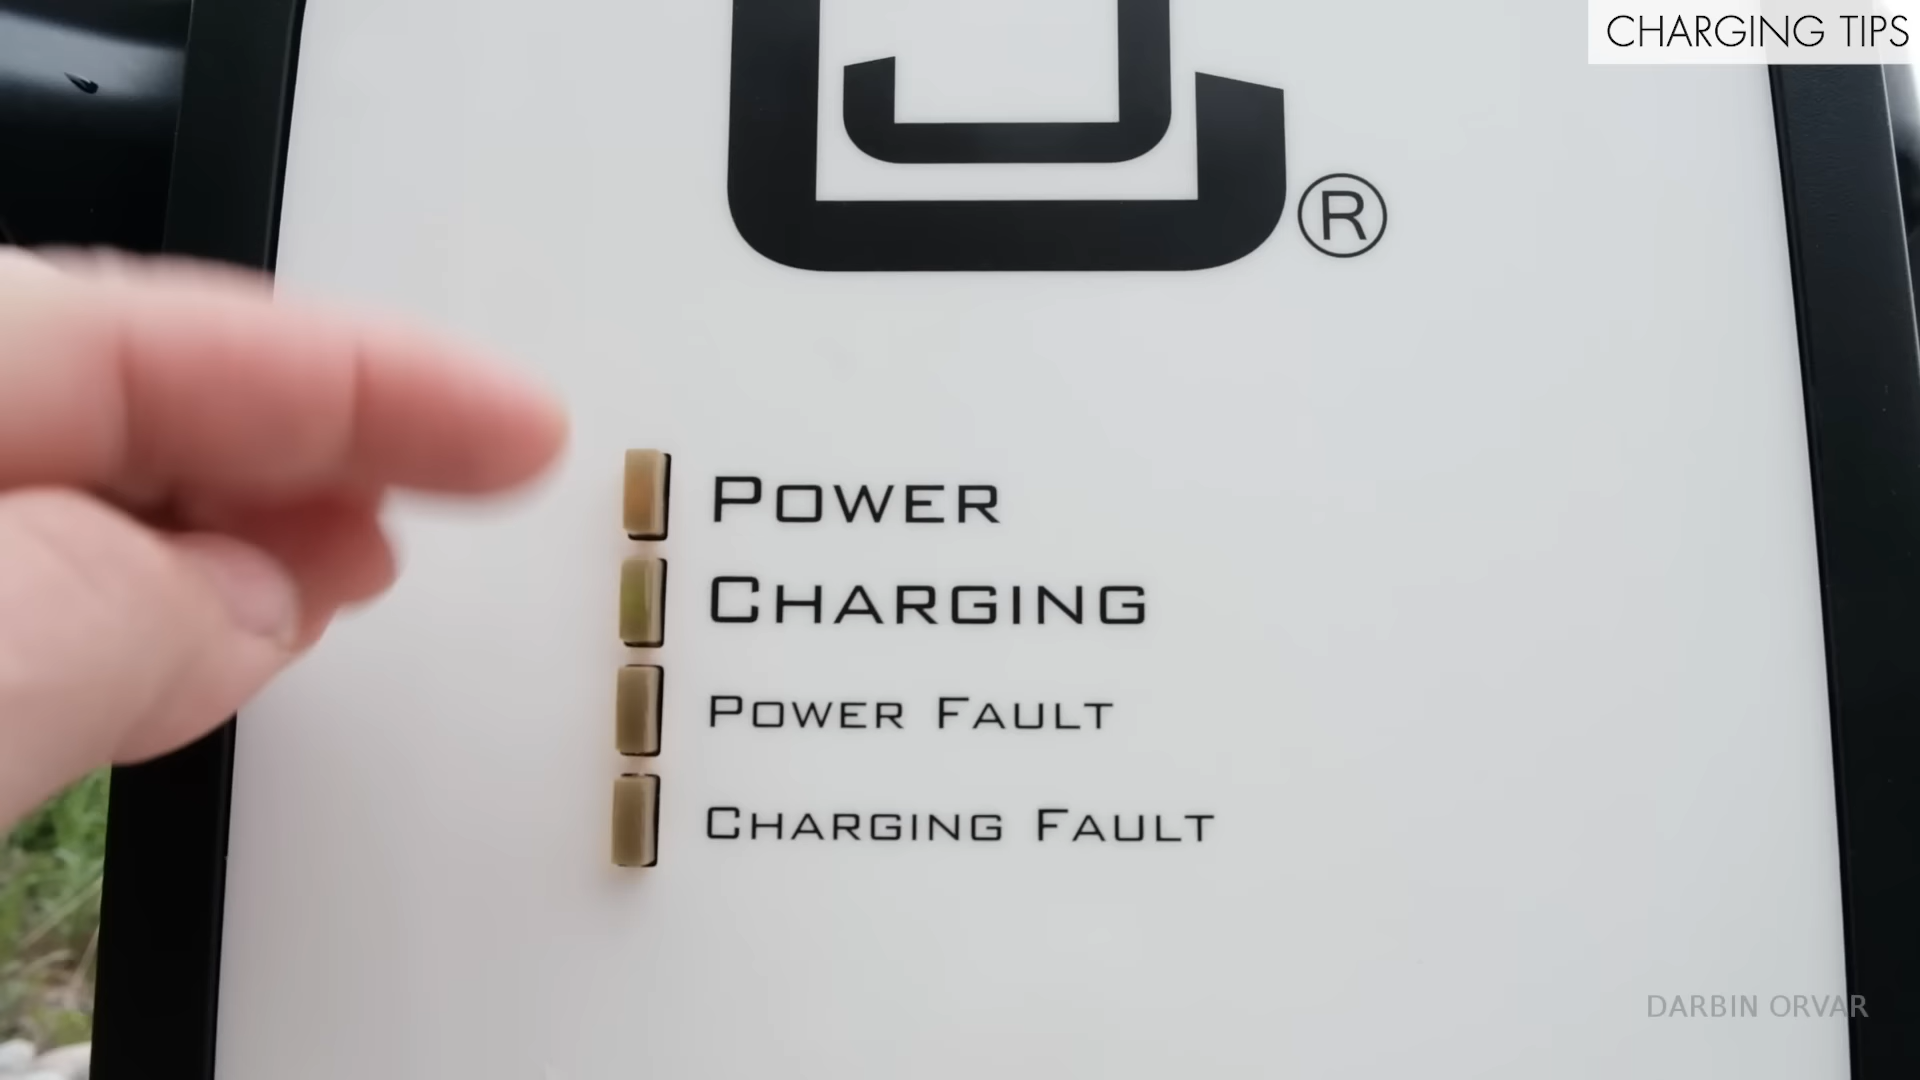 CHARGING TIPS
®
POWER
CHARGING
POWER FAULT
CHARGING FAULT
DARBIN ORVAR